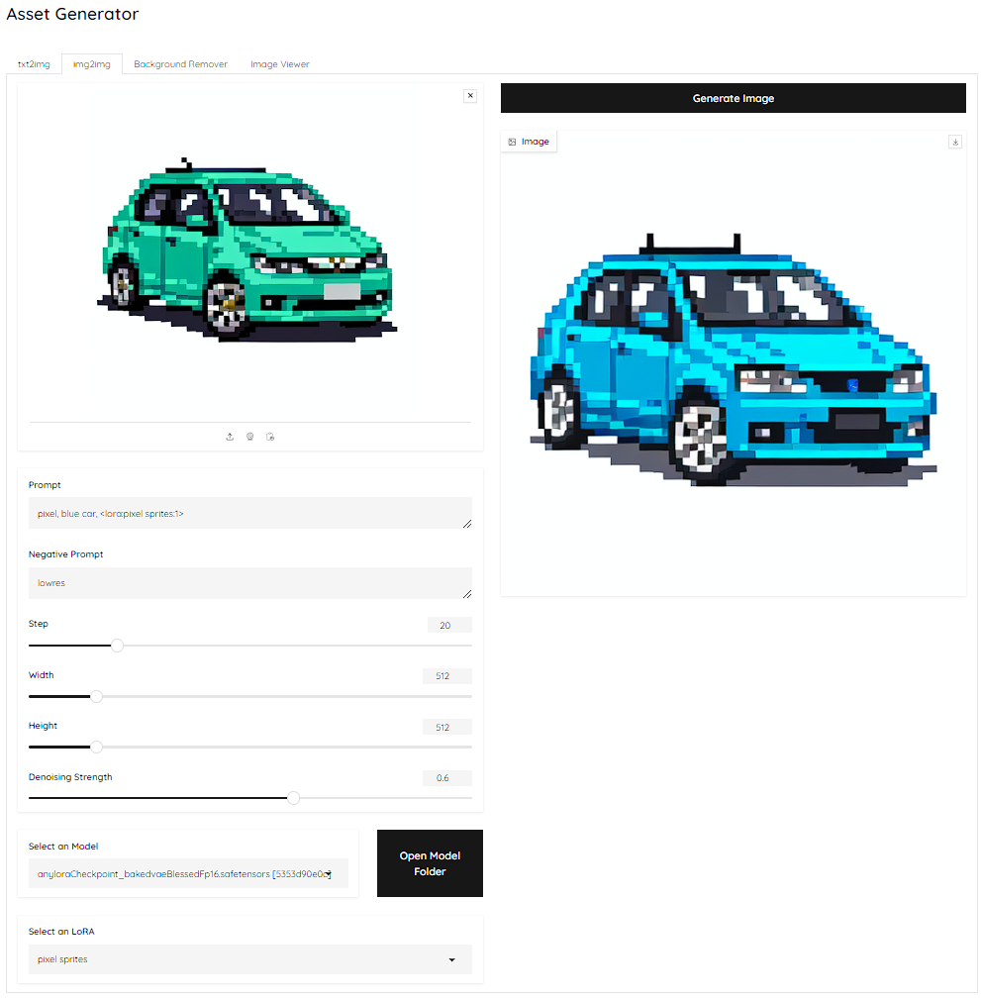 Asset Generator
txt2img
img2img
Background Remover
Image Viewer
Generate Image
Image
Prompt
pixel, blue car, <lora:pixel sprites:1>
Negative Prompt
lowres
Step
20
Width
512
Height
512
Denoising Strength
0.6
Select an Model
anyloraCheckpoint_bakedvaeBlessedFp16.safetensors
Open Model
Folder
Select an LoRA
pixel sprites